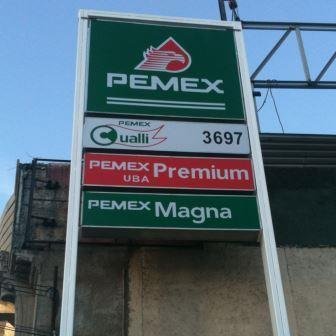 PEMEX
PEMEX
Cualli 3697
PEMEX Premium
UBA
PEMEX Magna